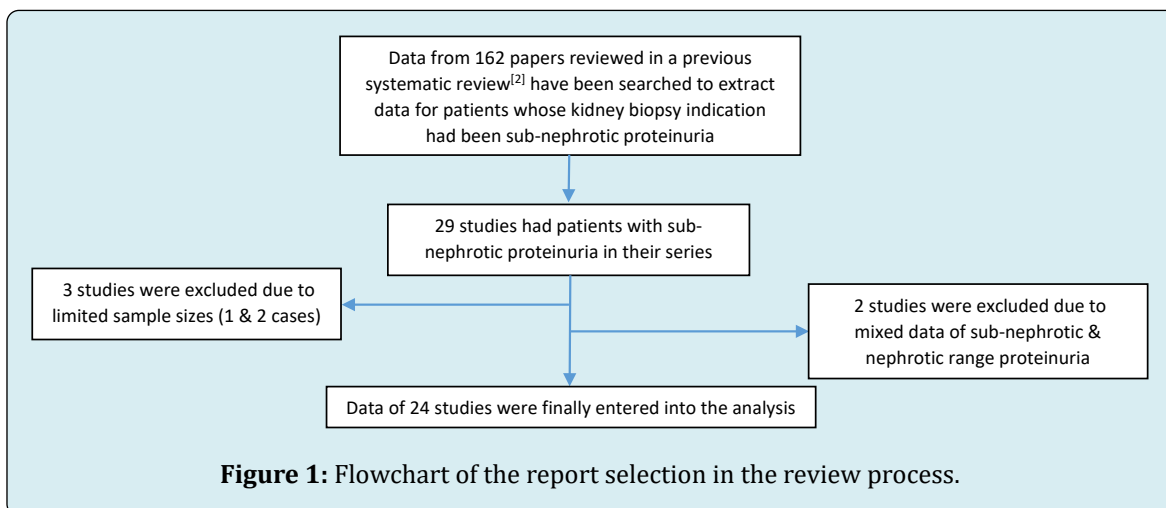 Data from 162 papers reviewed in a previous
systematic review[2] have been searched to extract
data for patients whose kidney biopsy indication
had been sub-nephrotic proteinuria
29 studies had patients with sub-
nephrotic proteinuria in their series
3 studies were excluded due to
limited sample sizes (1 & 2 cases)
2 studies were excluded due to
mixed data of sub-nephrotic &
nephrotic range proteinuria
Data of 24 studies were finally entered into the analysis
Figure 1: Flowchart of the report selection in the review process.